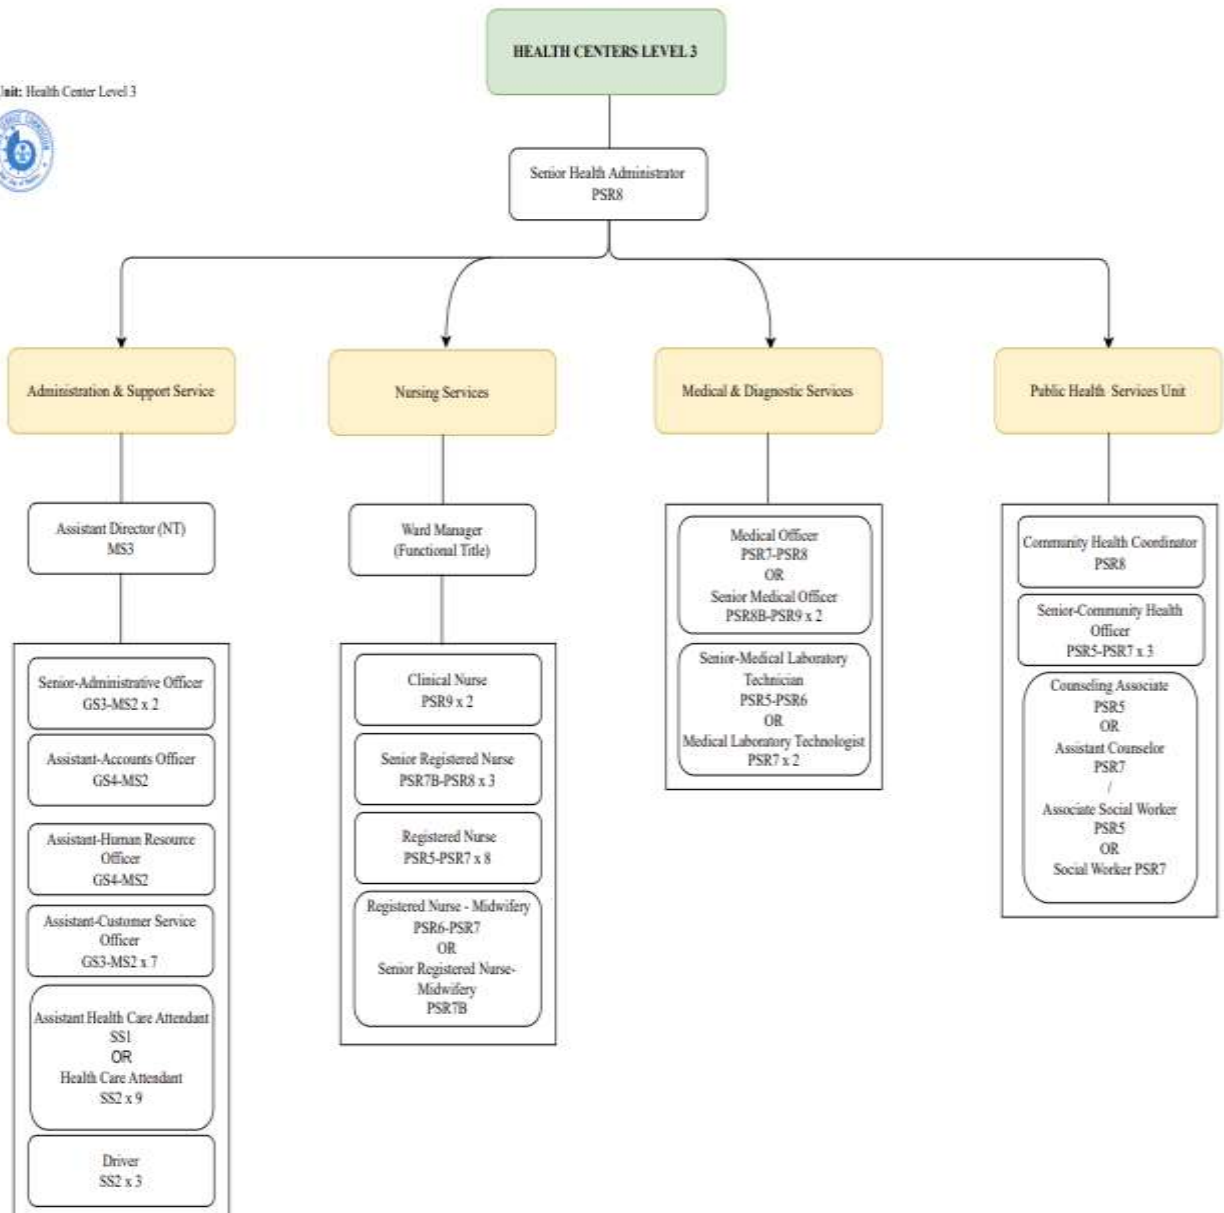 HEALTH CENTERS LEVEL 3
Unit: Health Center Level 3
Senior Health Administrator
PSR8
Administration & Support Service
Nursing Services
Medical & Diagnostic Services
Public Health Services Unit
Assistant Director (NT)
MS3
Senior-Administrative Officer
GS3-MS2 x 2
Assistant-Accounts Officer
GS4-MS2
Assistant-Human Resource
Officer
GS4-MS2
Assistant-Customer Service
Officer
GS3-MS2 x 7
Assistant Health Care Attendant
SS1
OR
Health Care Attendant
SS2 x 9
Driver
SS2 x 3
Ward Manager
(Functional Title)
Clinical Nurse
PSR9 x 2
Senior Registered Nurse
PSR7B-PSR8 x 3
Registered Nurse
PSR5-PSR7 x 8
Registered Nurse - Midwifery
PSR6-PSR7
OR
Senior Registered Nurse-
Midwifery
PSR7B
Medical Officer
PSR7-PSR8
OR
Senior Medical Officer
PSR8B-PSR9 x 2
Senior-Medical Laboratory
Technician
PSR5-PSR6
OR
Medical Laboratory Technologist
PSR7 x 2
Community Health Coordinator
PSR8
Senior-Community Health
Officer
PSR5-PSR7 x 3
Counseling Associate
PSR5
OR
Assistant Counselor
PSR7
/
Associate Social Worker
PSR5
OR
Social Worker PSR7